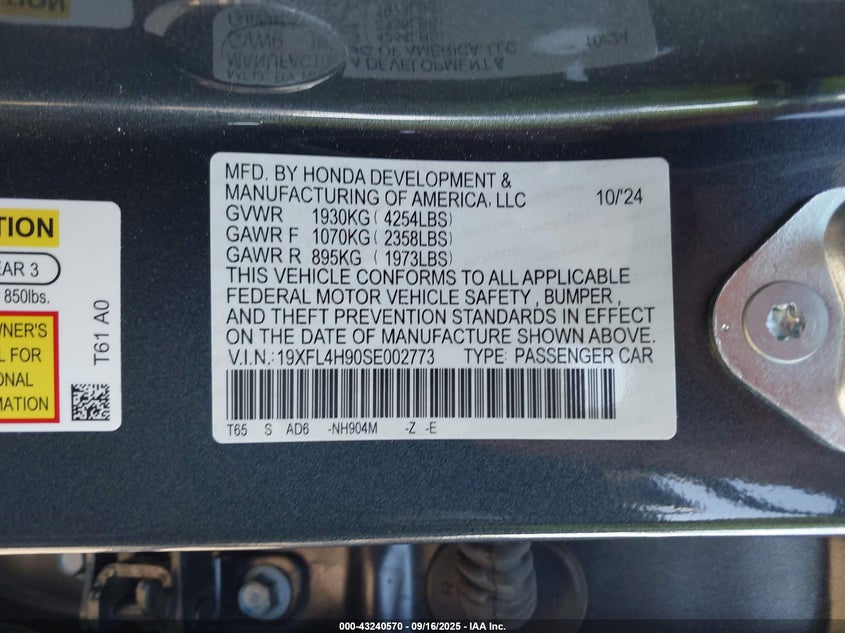 MFD. BY HONDA DEVELOPMENT &
MANUFACTURING OF AMERICA, LLC 10/'24
GVWR 1930KG ( 4254LBS)
GAWR F 1070KG ( 2358LBS)
GAWR R 895KG ( 1973LBS)
THIS VEHICLE CONFORMS TO ALL APPLICABLE
FEDERAL MOTOR VEHICLE SAFETY , BUMPER ,
AND THEFT PREVENTION STANDARDS IN EFFECT
ON THE DATE OF MANUFACTURE SHOWN ABOVE.
V.I.N.:19XFL4H90SE002773 TYPE: PASSENGER CAR
T65 S AD6 -NH904M -Z -E
TION
EAR 3
850lbs.
WNER'S
L FOR
ONAL
MATION
T61 A0
000-43240570 - 09/16/2025 - IAA Inc.